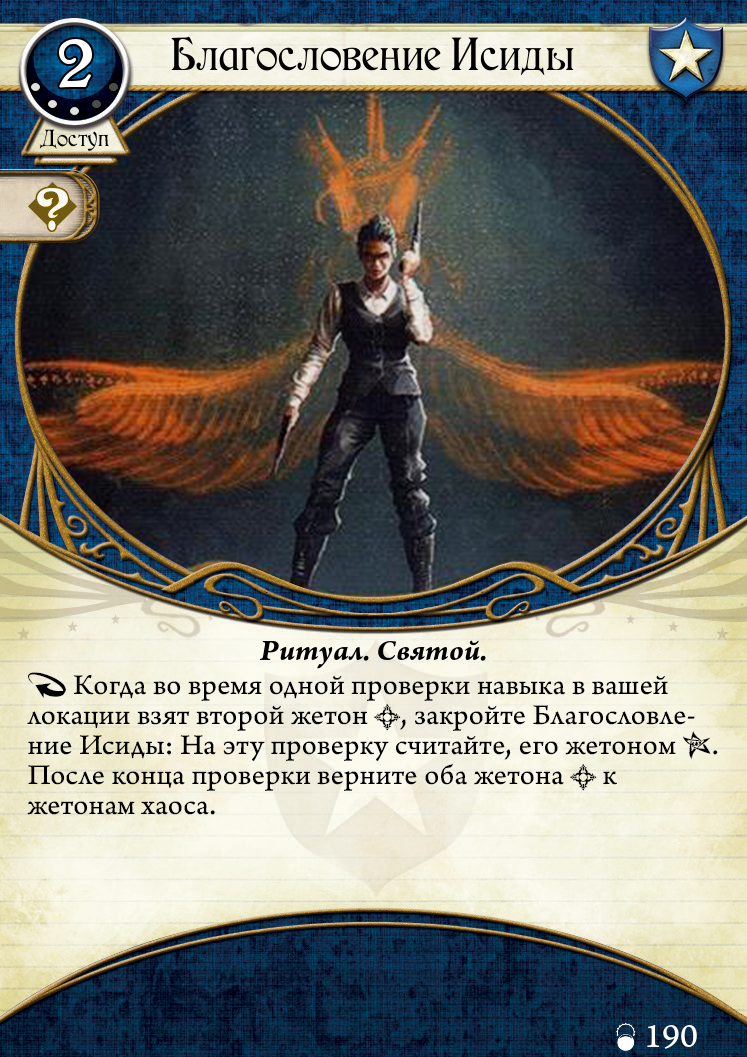 2
Благословение Исиды
Доступ
?
Ритуал. Святой.
Когда во время одной проверки навыка в вашей
локации взят второй жетон , закройте Благословле-
ние Исиды: На эту проверку считайте, его жетоном .
После конца проверки верните оба жетона к
жетонам хаоса.
190